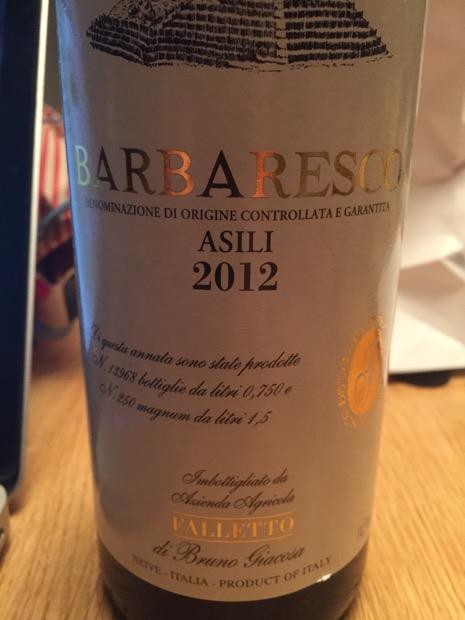 BARBARESCO
DENOMINAZIONE DI ORIGINE CONTROLLATA E GARANTITA
ASILI
2012
Di questa annata sono state prodotte
N. 13968 bottiglie da litri 0,750 e
N. 250 magnum da litri 1,5
Imbottigliato da
Azienda Agricola
FALLETTO
di Bruno Giacosa
NEIVE - ITALIA - PRODUCT OF ITALY